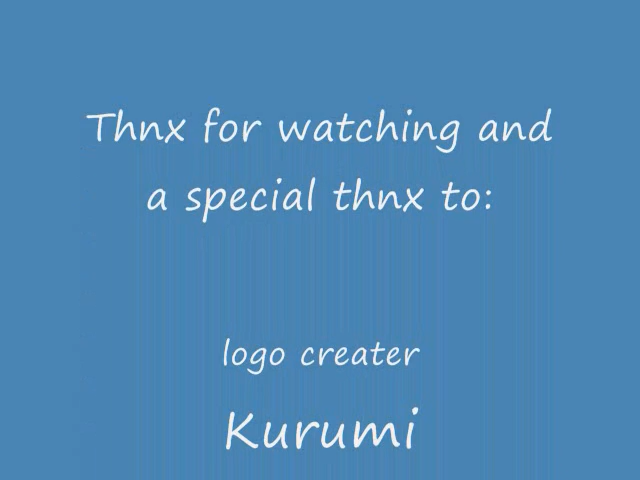 Thnx for watching and
a special thnx to:
logo creater
Kurumi